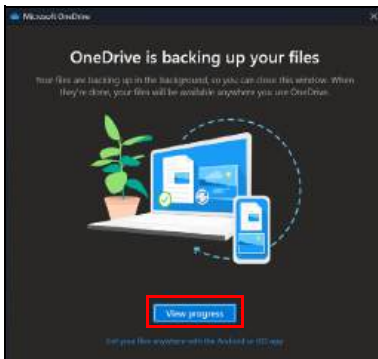 Microsoft OneDrive
OneDrive is backing up your files
Your files are backing up in the background, so you can close this window. When
they're done, your files will be available anywhere you use OneDrive.
View progress
Get your files anywhere with the Android or iOS app